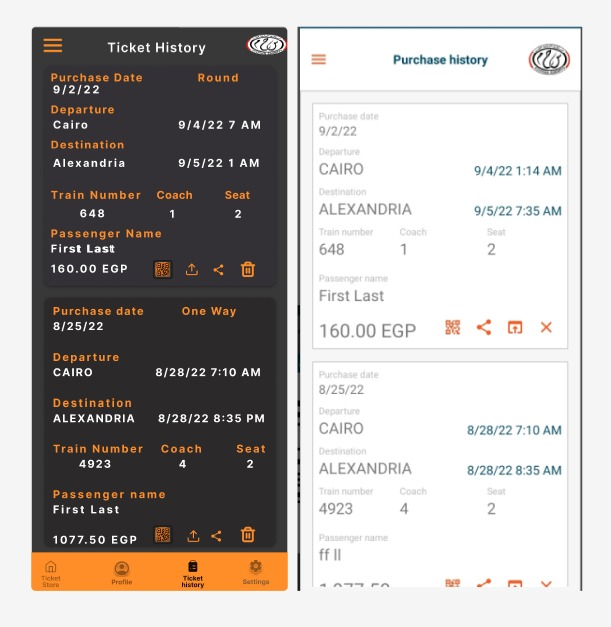 Ticket History
Purchase Date Round
9/2/22
Departure
Cairo 9/4/22 7 AM
Destination
Alexandria 9/5/22 1 AM
Train Number Coach Seat
648 1 2
Passenger Name
First Last
160.00 EGP
Purchase date One Way
8/25/22
Departure
CAIRO 8/28/22 7:10 AM
Destination
ALEXANDRIA 8/28/22 8:35 PM
Train Number Coach Seat
4923 4 2
Passenger name
First Last
1077.50 EGP
Ticket Store
Profile
Ticket history
Settings
Purchase history
Purchase date
9/2/22
Departure
CAIRO 9/4/22 1:14 AM
Destination
ALEXANDRIA 9/5/22 7:35 AM
Train number Coach Seat
648 1 2
Passenger name
First Last
160.00 EGP
Purchase date
8/25/22
Departure
CAIRO 8/28/22 7:10 AM
Destination
ALEXANDRIA 8/28/22 8:35 AM
Train number Coach Seat
4923 4 2
Passenger name
ff ll